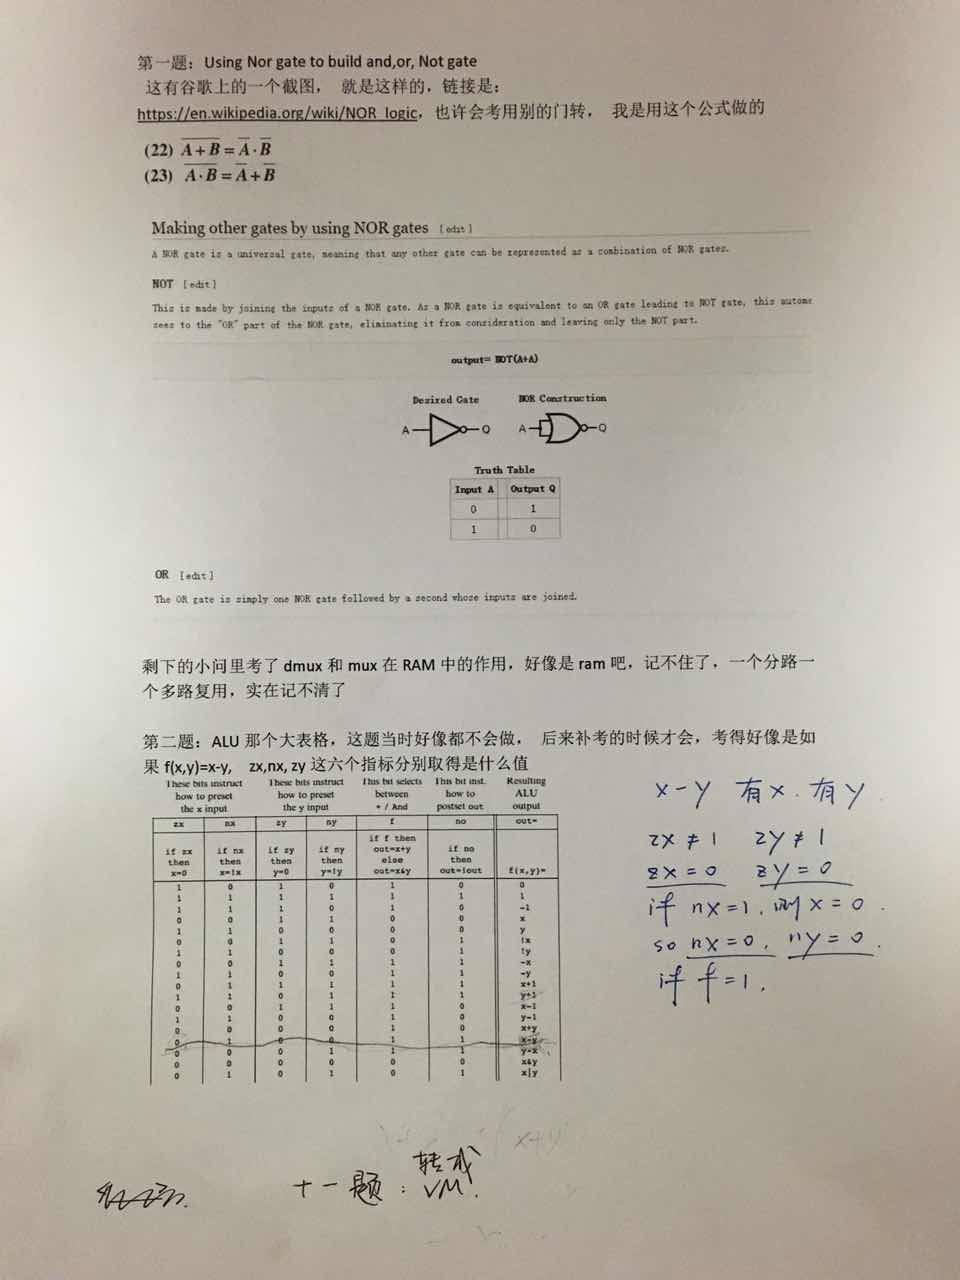 第一题：Using Nor gate to build and,or, Not gate
这有谷歌上的一个截图， 就是这样的，链接是：
https://en.wikipedia.org/wiki/NOR_logic，也许会考用别的门转， 我是用这个公式做的
(22) \overline{A + B} = \overline{A} · \overline{B}
(23) \overline{A · B} = \overline{A} + \overline{B}
Making other gates by using NOR gates [edit]
A NOR gate is a universal gate, meaning that any other gate can be represented as a combination of NOR gates.
NOT [edit]
This is made by joining the inputs of a NOR gate. As a NOR gate is equivalent to an OR gate leading to NOT gate, this automa
sees to the "OR" part of the NOR gate, eliminating it from consideration and leaving only the NOT part.
output= NOT(A+A)
Desired Gate NOR Construction
A Q A Q
Truth Table
Input A Output Q
0 1
1 0
OR [edit]
The OR gate is simply one NOR gate followed by a second whose inputs are joined.
剩下的小问里考了 dmux 和 mux 在 RAM 中的作用，好像是 ram 吧，记不住了，一个分路一
个多路复用，实在记不清了
第二题：ALU 那个大表格，这题当时好像都不会做， 后来补考的时候才会，考得好像是如
果 f(x,y)=x-y, zx,nx, zy 这六个指标分别取得是什么值
These bits instruct These bits instruct This bit selects This bit inst. Resulting
how to preset how to preset between how to ALU
the x input the y input + / And postset out output
zx nx zy ny f no out=
if f then
if zx if nx if zy if ny out=x+y if no
then then then then else then
x=0 x=!x y=0 y=!y out=x&y out=!out f(x,y)=
1 0 1 0 1 0 0
1 1 1 1 1 1 1
1 1 1 0 1 0 -1
0 0 1 1 0 0 x
1 1 0 0 0 0 y
0 0 1 1 0 1 !x
1 1 0 0 0 1 !y
0 0 1 1 1 1 -x
1 1 0 0 1 1 -y
0 1 1 1 1 1 x+1
1 1 0 1 1 1 y+1
0 0 1 1 1 0 x-1
1 1 0 0 1 0 y-1
0 0 0 0 1 0 x+y
0 1 0 0 1 1 x-y
0 0 0 1 1 1 y-x
0 0 0 0 0 0 x&y
0 1 0 1 0 1 x|y
x-y 有x. 有y
zx ≠ 1 zy ≠ 1
zx = 0 zy = 0
if nx=1, 则 x = 0.
so nx=0, ny=0.
if f=1.
十一题: 转成
VM.